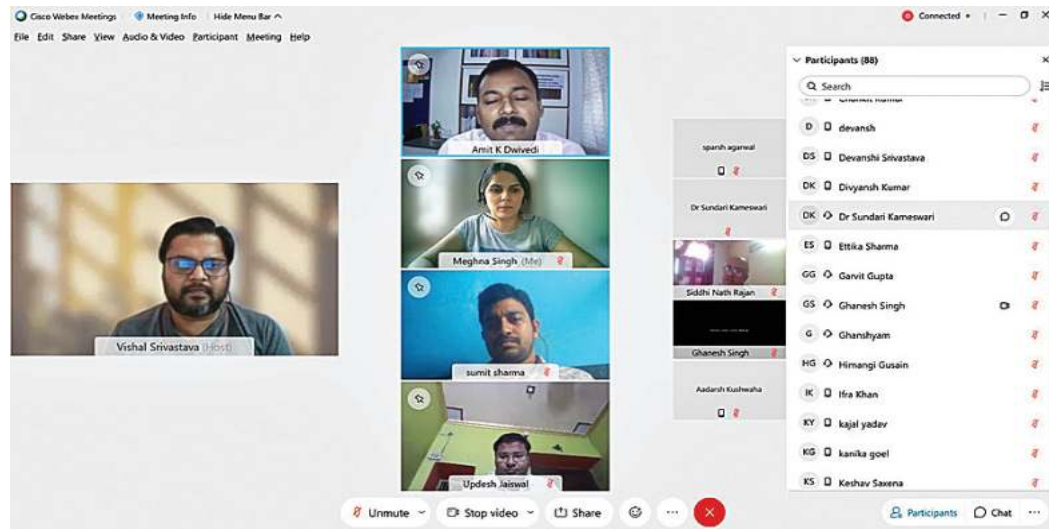 Cisco Webex Meetings Meeting Info Hide Menu Bar
Connected
File Edit Share View Audio & Video Participant Meeting Help
Vishal Srivastava (Host)
Amit K Dwivedi
Meghna Singh (Me)
sumit sharma
Updesh Jaiswal
sparsh agarwal
Dr Sundari Kameswari
Siddhi Nath Rajan
Ghanesh Singh
Aadarsh Kushwaha
Participants (88)
Search
D devansh
DS Devanshi Srivastava
DK Divyansh Kumar
DK Dr Sundari Kameswari
ES Ettika Sharma
GG Garvit Gupta
GS Ghanesh Singh
G Ghanshyam
HG Himangi Gusain
IK Ifra Khan
KY kajal yadav
KG kanika goel
KS Keshav Saxena
Unmute Stop video Share
Participants Chat